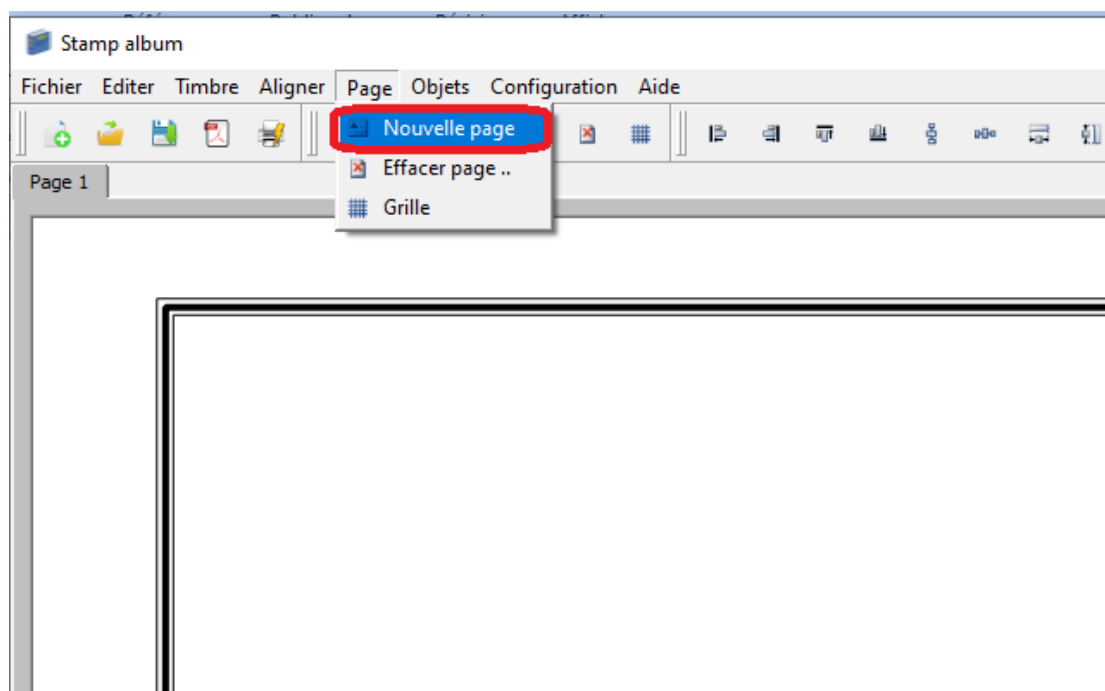 Stamp album
Fichier Editer Timbre Aligner Page Objets Configuration Aide
Nouvelle page
Effacer page ..
Grille
Page 1